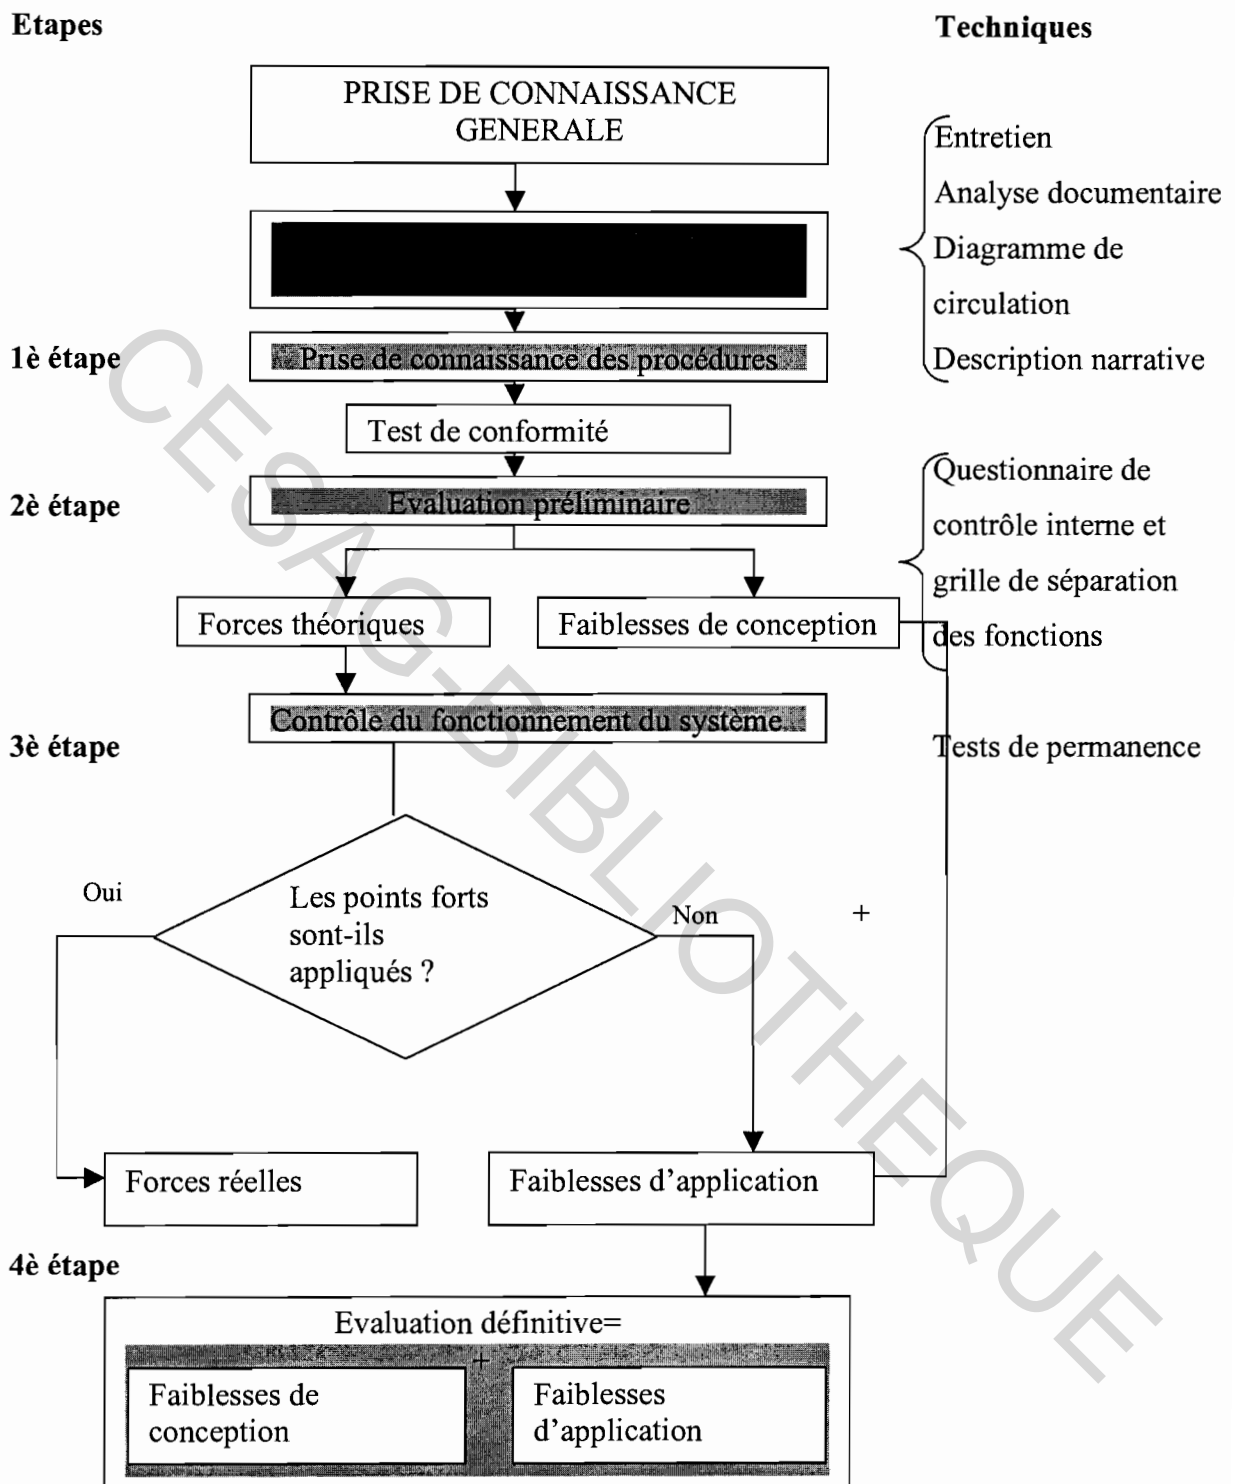 Etapes
Techniques
PRISE DE CONNAISSANCE
GENERALE
Entretien
Analyse documentaire
Diagramme de
circulation
Description narrative
1è étape
Prise de connaissance des procédures
Test de conformité
2è étape
Evaluation préliminaire
Questionnaire de
contrôle interne et
grille de séparation
des fonctions
Forces théoriques
Faiblesses de conception
Contrôle du fonctionnement du système
3è étape
Tests de permanence
Oui
Les points forts
sont-ils
appliqués ?
Non
+
Forces réelles
Faiblesses d’application
4è étape
Evaluation définitive=
+
Faiblesses de
conception
Faiblesses
d’application
CESAG-BIBLIOTHEQUE